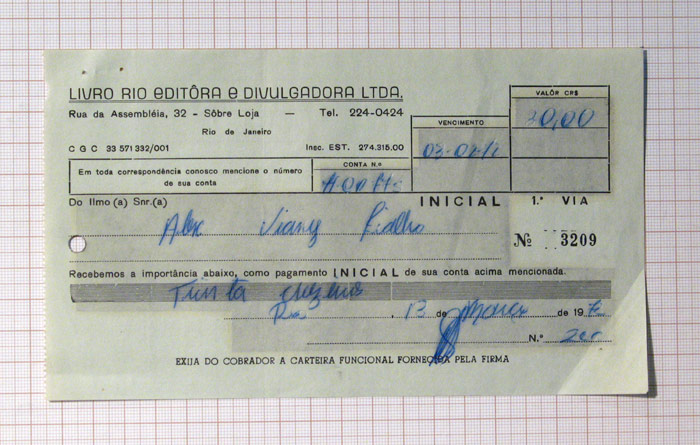 LIVRO RIO EDITÔRA e DIVULGADORA LTDA.
Rua da Assembléia, 32 - Sôbre Loja — Tel. 224-0424
Rio de Janeiro
C G C 33 571 332/001 Insc. EST. 274.315.00
VENCIMENTO
VALÔR CR$
30,00
Em toda correspondência conosco mencione o número
de sua conta
CONTA N.º
Do Ilmo (a) Snr.(a) INICIAL 1.ª VIA
Alex Viany Fialho
Nº 3209
Recebemos a importância abaixo, como pagamento INICIAL de sua conta acima mencionada.
Trinta cruzeiros
Rio, 13 de Março de 197
N.º
EXIJA DO COBRADOR A CARTEIRA FUNCIONAL FORNECIDA PELA FIRMA